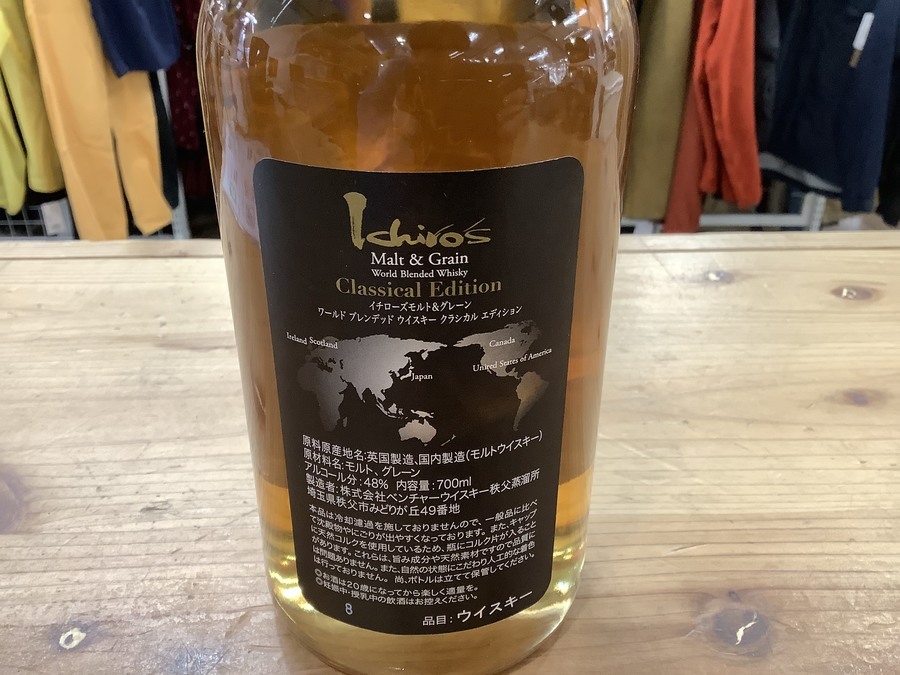 Ichiro's
Malt & Grain
World Blended Whisky
Classical Edition
イチローズモルト&グレーン
ワールド ブレンデッド ウイスキー クラシカル エディション
Ireland Scotland
Canada
Japan
United States of America
原料原産地名:英国製造、国内製造(モルトウイスキー)
原材料名:モルト、グレーン
アルコール分:48% 内容量:700ml
製造者:株式会社ベンチャーウイスキー秩父蒸溜所
埼玉県秩父市みどりが丘49番地
本品は冷却濾過を施しておりませんので、一般品に比べ
て沈殿物やにごりが出やすくなっております。また、キャップ
に天然コルクを使用しているため、瓶にコルク片が入ること
があります。これらは、旨み成分や天然素材ですので品質に
は問題ありません。また、自然の状態にこだわり人工的な着色
は行っておりません。 尚、ボトルは立てて保管してください。
◎お酒は20歳になってから楽しく適量を。
◎妊娠中・授乳中の飲酒はお控えください。
8
品目:ウイスキー